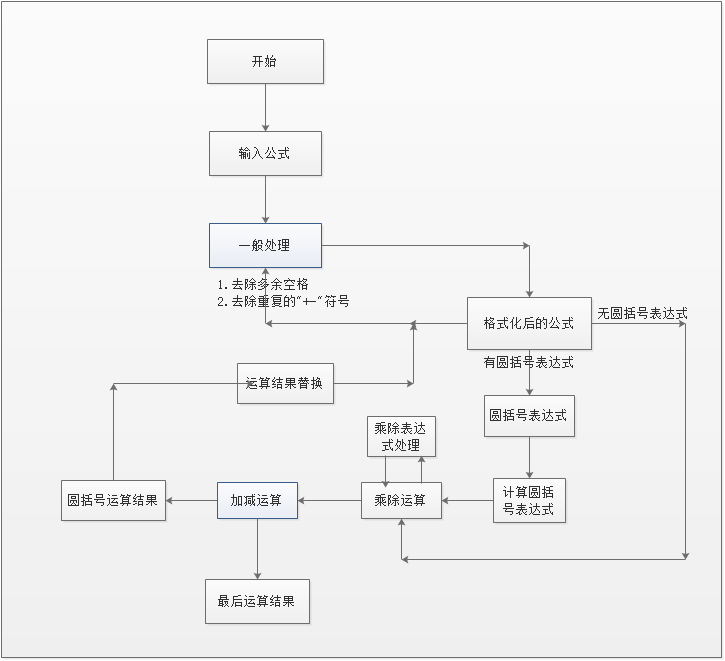 开始
输入公式
一般处理
1.去除多余空格
2.去除重复的"+-"符号
格式化后的公式
无圆括号表达式
有圆括号表达式
运算结果替换
圆括号表达式
乘除表达
式处理
圆括号运算结果
加减运算
乘除运算
计算圆括
号表达式
最后运算结果